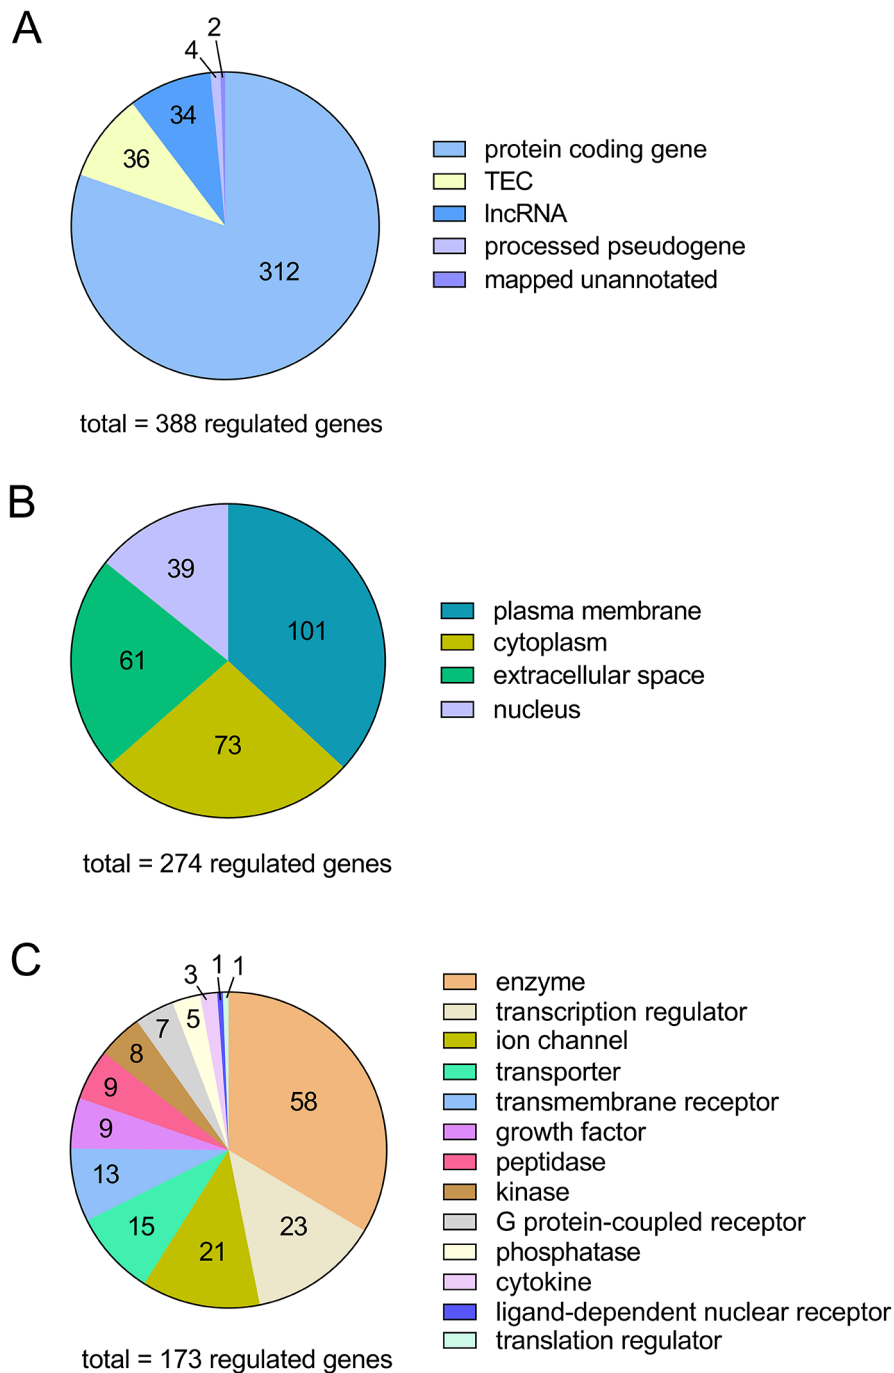 A
2
4
34
36
312
protein coding gene
TEC
lncRNA
processed pseudogene
mapped unannotated
total = 388 regulated genes
B
39
101
61
73
plasma membrane
cytoplasm
extracellular space
nucleus
total = 274 regulated genes
C
3
1
1
5
7
8
9
9
13
15
21
23
58
enzyme
transcription regulator
ion channel
transporter
transmembrane receptor
growth factor
peptidase
kinase
G protein-coupled receptor
phosphatase
cytokine
ligand-dependent nuclear receptor
translation regulator
total = 173 regulated genes